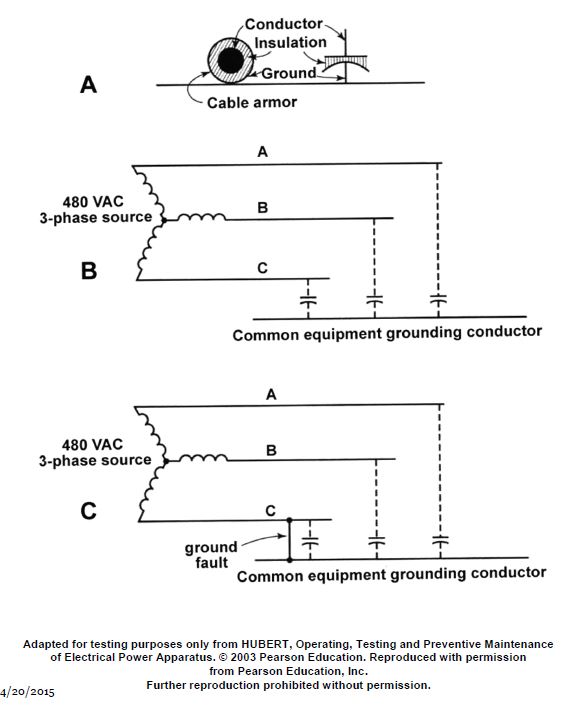 Conductor
Insulation
Ground
A
Cable armor
A
480 VAC
3-phase source
B
B
C
Common equipment grounding conductor
A
480 VAC
3-phase source
B
C
C
ground
fault
Common equipment grounding conductor
Adapted for testing purposes only from HUBERT, Operating, Testing and Preventive Maintenance
of Electrical Power Apparatus. © 2003 Pearson Education. Reproduced with permission
from Pearson Education, Inc.
Further reproduction prohibited without permission.
4/20/2015